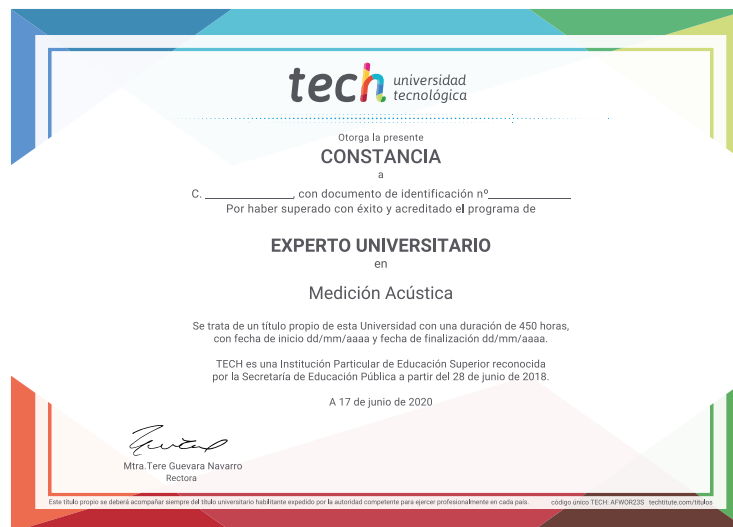 tech universidad
tecnológica
Otorga la presente
CONSTANCIA
a
C. ______________, con documento de identificación nº______________
Por haber superado con éxito y acreditado el programa de
EXPERTO UNIVERSITARIO
en
Medición Acústica
Se trata de un título propio de esta Universidad con una duración de 450 horas,
con fecha de inicio dd/mm/aaaa y fecha de finalización dd/mm/aaaa.
TECH es una Institución Particular de Educación Superior reconocida
por la Secretaría de Educación Pública a partir del 28 de junio de 2018.
A 17 de junio de 2020
Mtra.Tere Guevara Navarro
Rectora
Este título propio se deberá acompañar siempre del título universitario habilitante expedido por la autoridad competente para ejercer profesionalmente en cada país. código único TECH: AFWOR23S techtitute.com/títulos